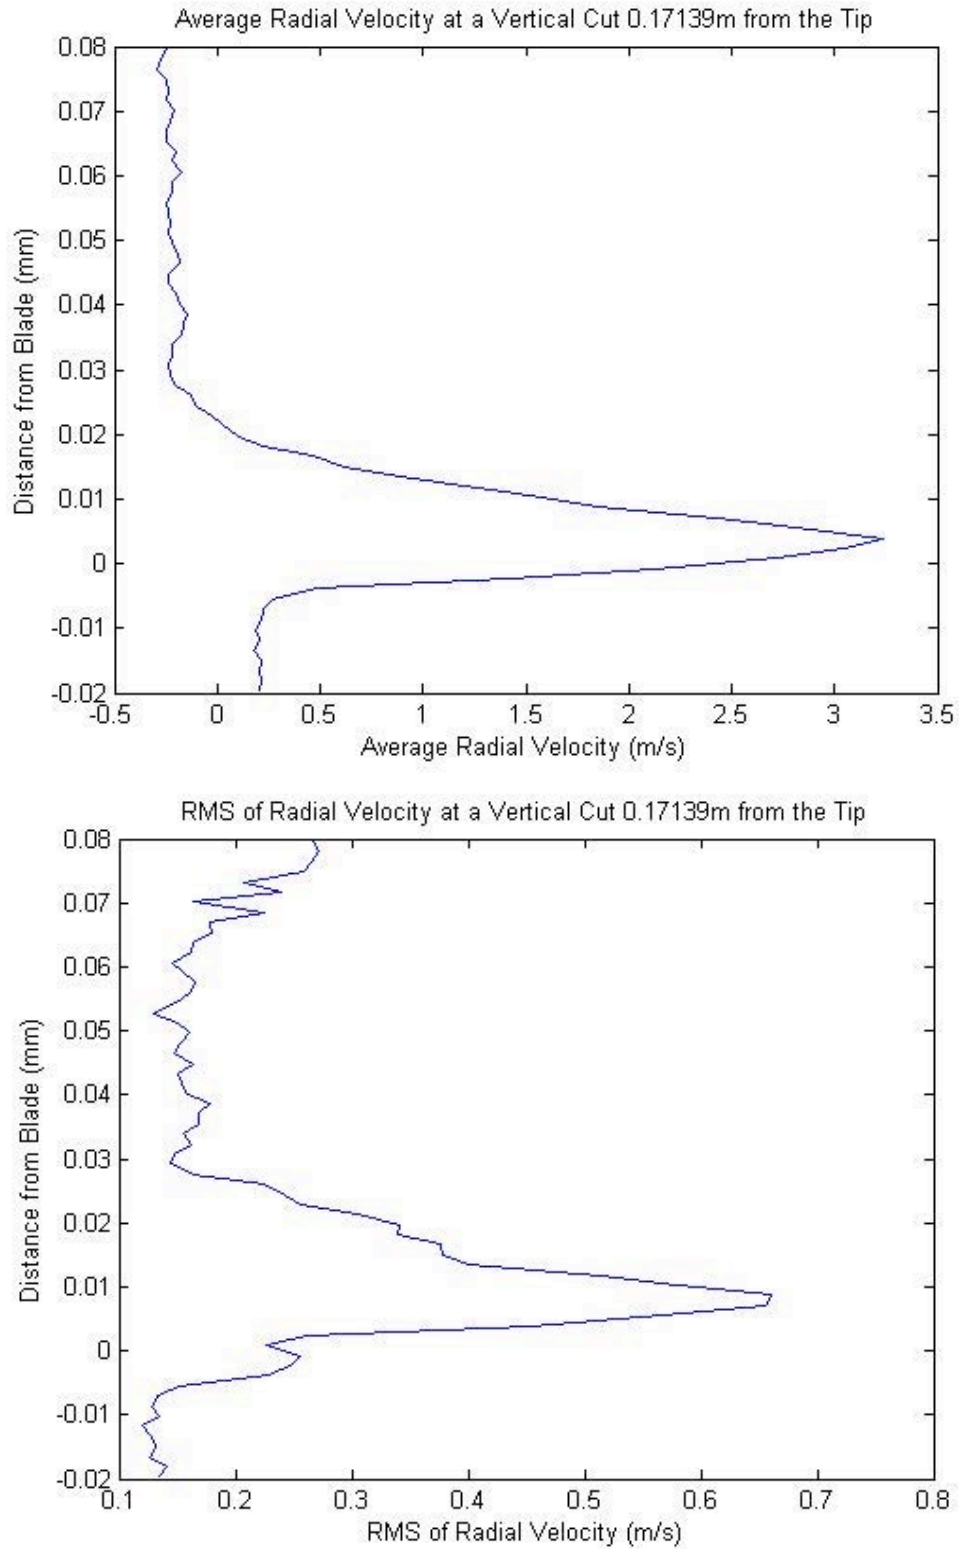 Average Radial Velocity at a Vertical Cut 0.17139m from the Tip
0.08
0.07
0.06
0.05
0.04
0.03
0.02
0.01
0
-0.01
-0.02
Distance from Blade (mm)
-0.5 0 0.5 1 1.5 2 2.5 3 3.5
Average Radial Velocity (m/s)
RMS of Radial Velocity at a Vertical Cut 0.17139m from the Tip
0.08
0.07
0.06
0.05
0.04
0.03
0.02
0.01
0
-0.01
-0.02
Distance from Blade (mm)
0.1 0.2 0.3 0.4 0.5 0.6 0.7 0.8
RMS of Radial Velocity (m/s)